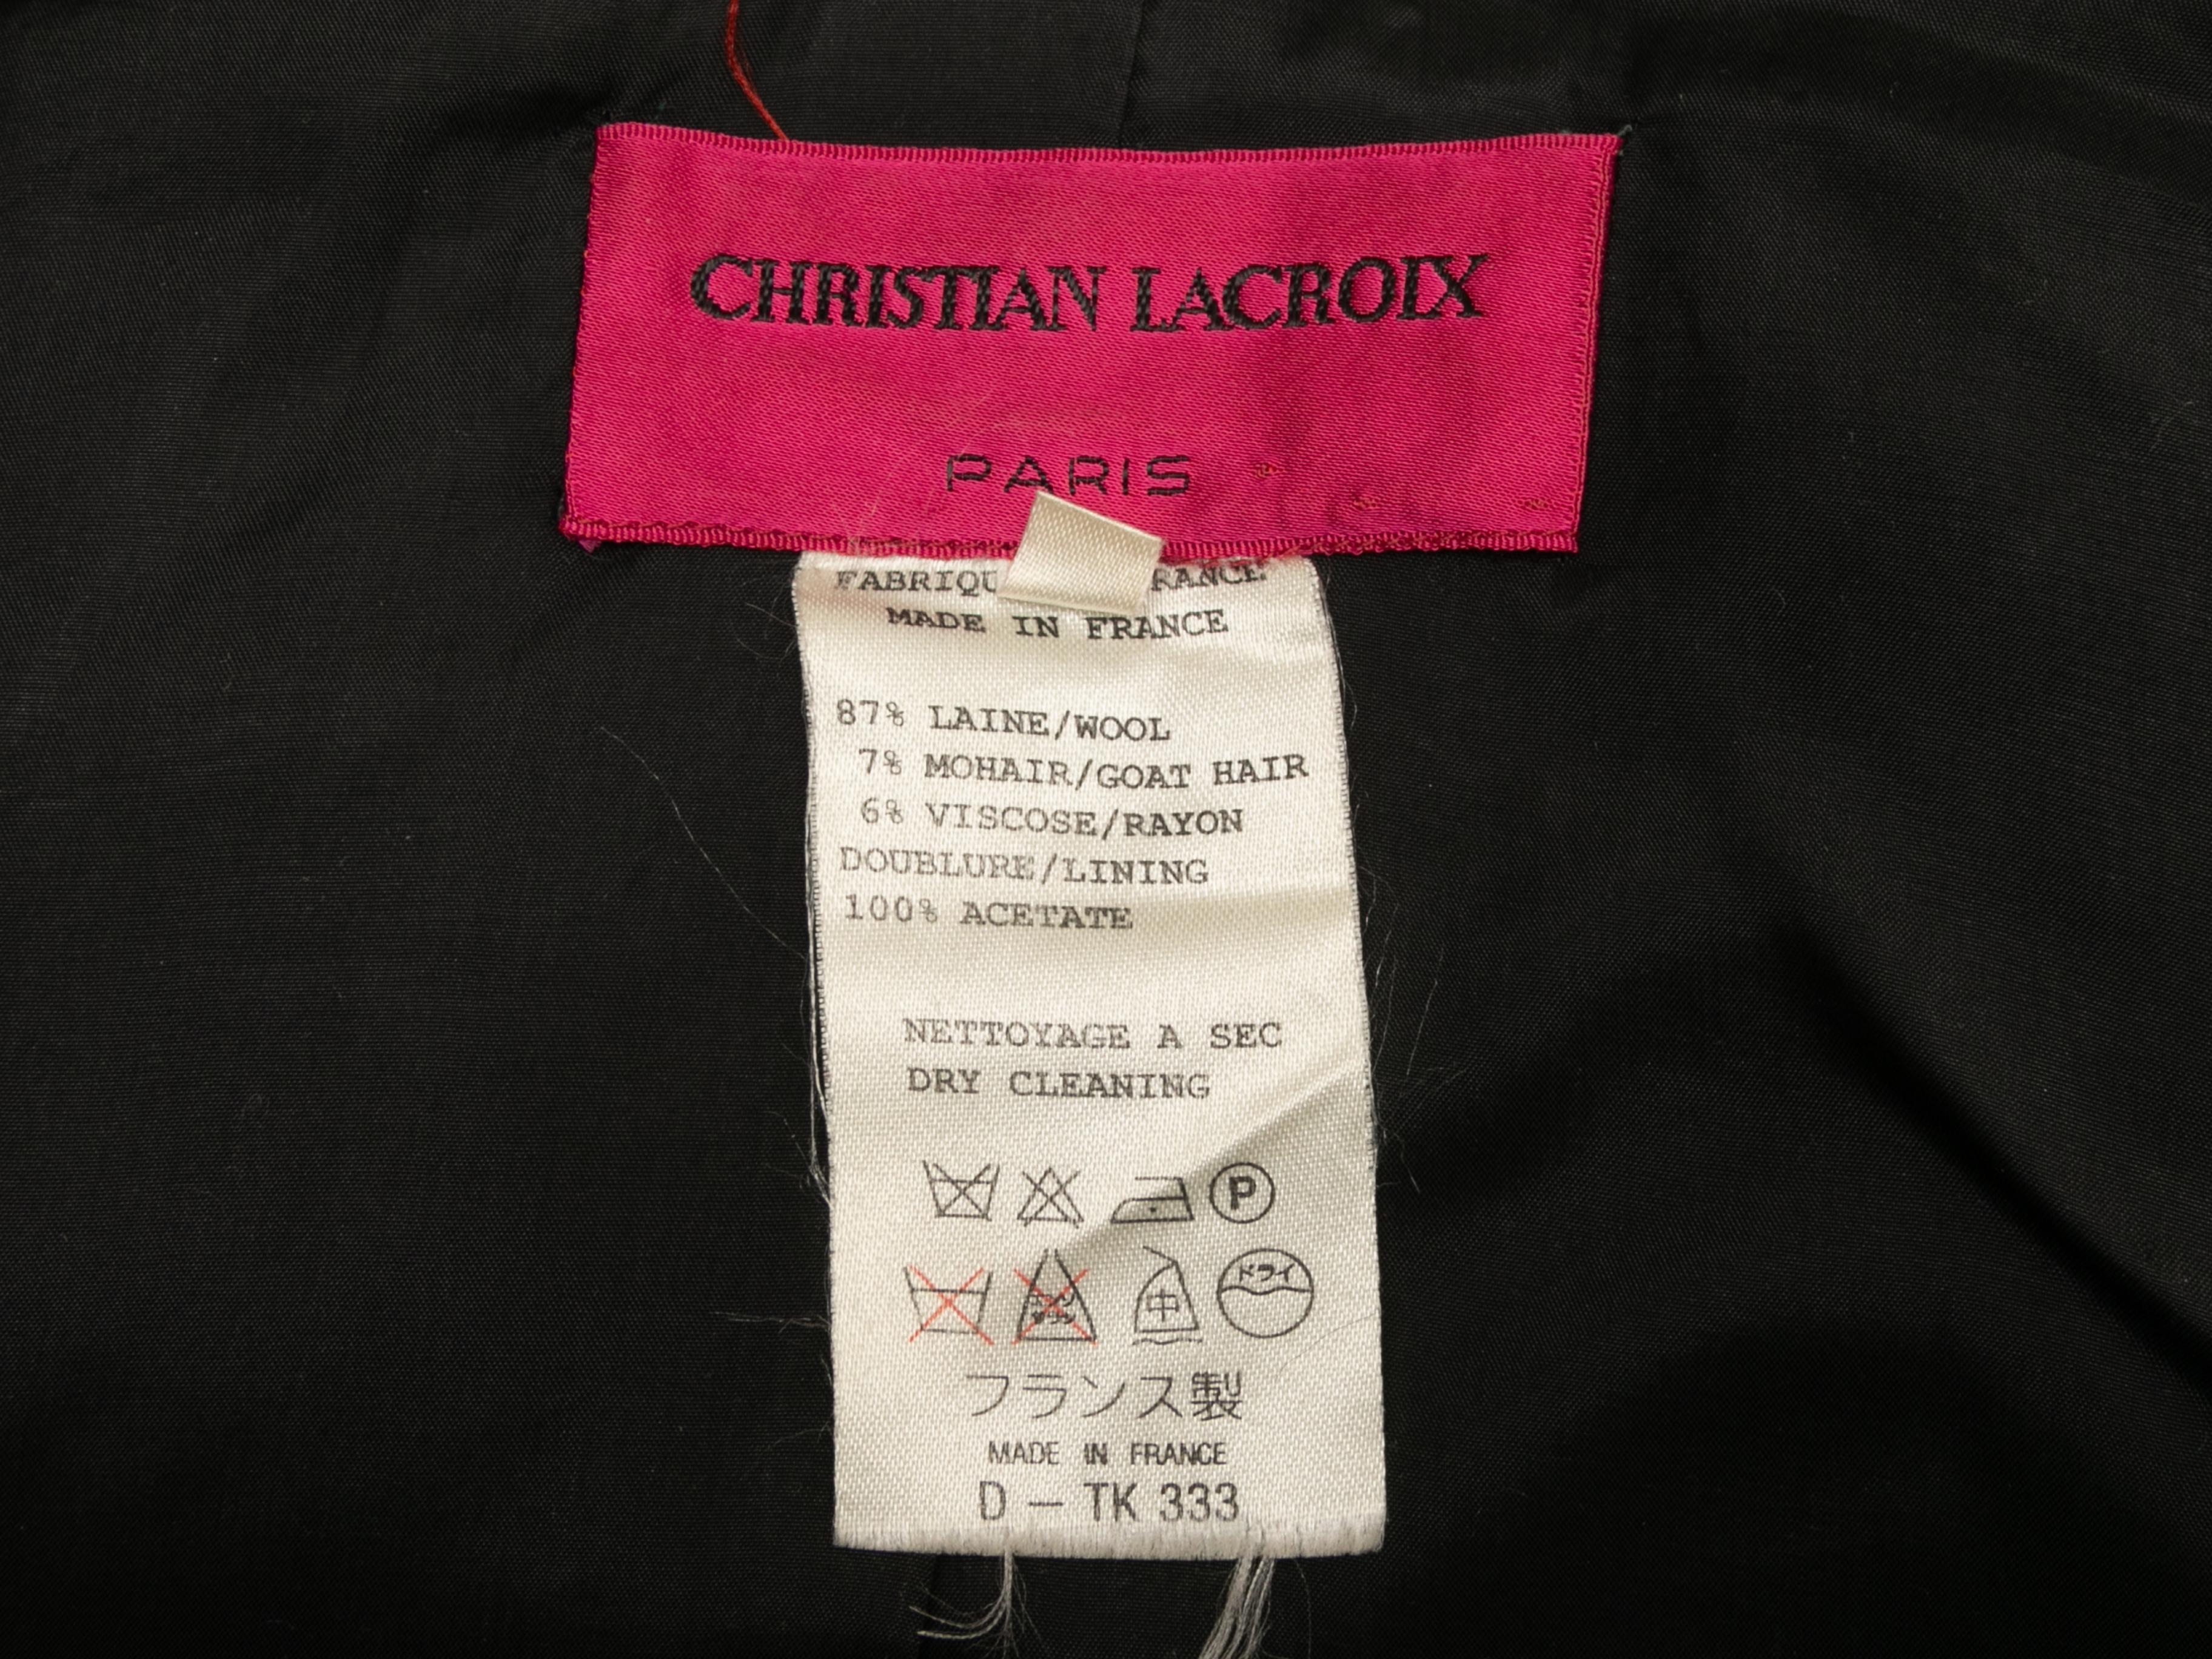 CHRISTIAN LACROIX
PARIS
MADE IN FRANCE
87% LAINE/WOOL
7% MOHAIR/GOAT HAIR
6% VISCOSE/RAYON
DOUBLURE/LINING
100% ACETATE
NETTOYAGE A SEC
DRY CLEANING
P
中 ドライ
フランス製
MADE IN FRANCE
D – TK 333